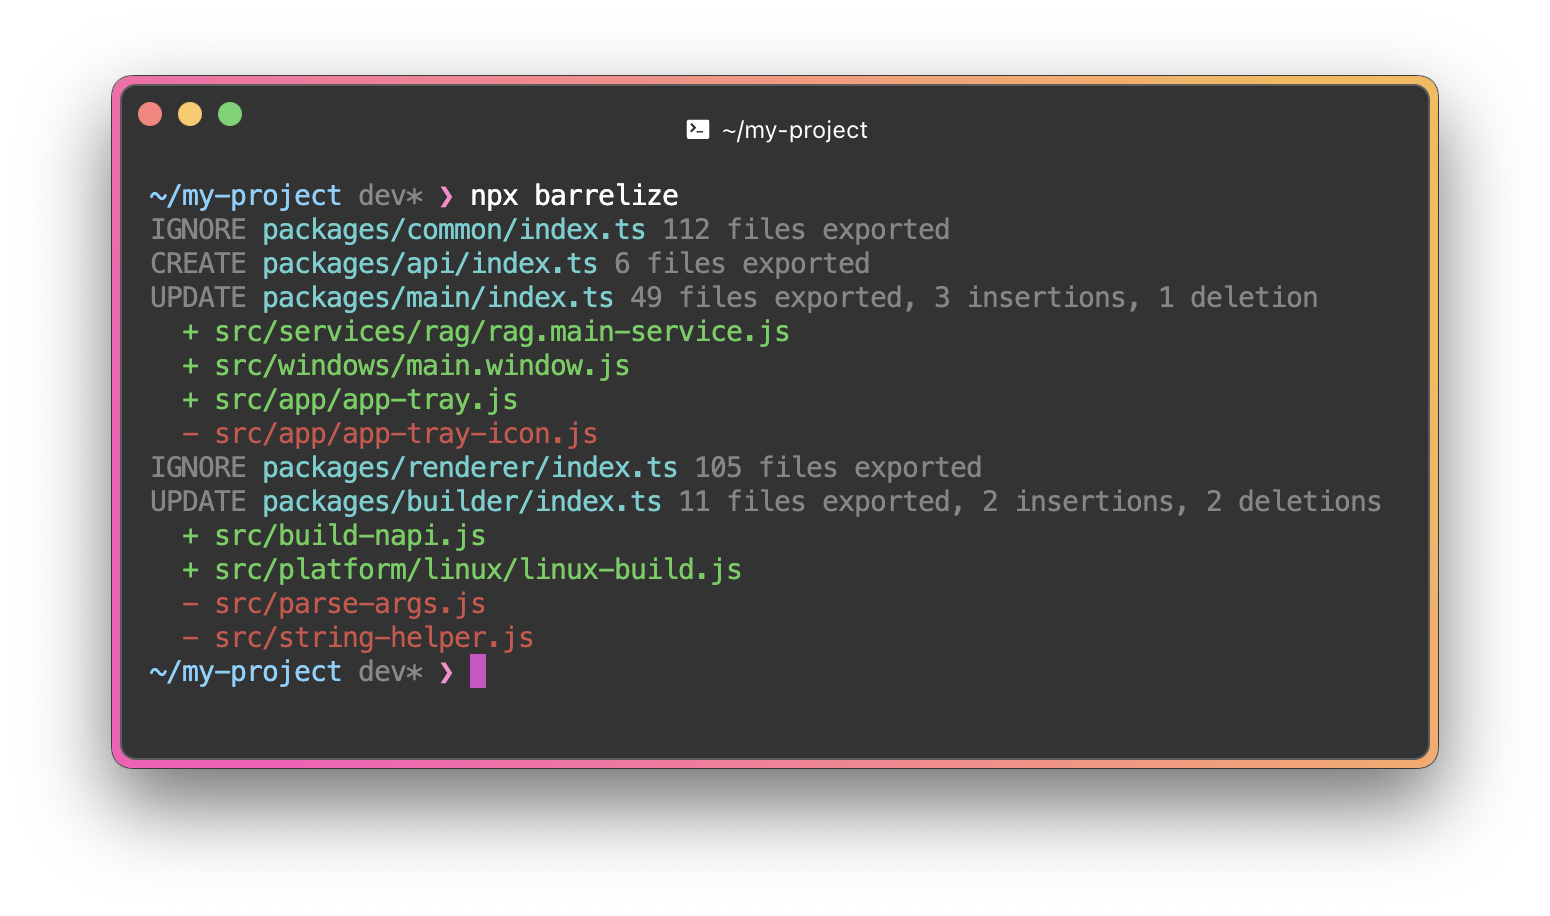 ~/my-project
~/my-project dev* ❯ npx barrelize
IGNORE packages/common/index.ts 112 files exported
CREATE packages/api/index.ts 6 files exported
UPDATE packages/main/index.ts 49 files exported, 3 insertions, 1 deletion
+ src/services/rag/rag.main-service.js
+ src/windows/main.window.js
+ src/app/app-tray.js
- src/app/app-tray-icon.js
IGNORE packages/renderer/index.ts 105 files exported
UPDATE packages/builder/index.ts 11 files exported, 2 insertions, 2 deletions
+ src/build-napi.js
+ src/platform/linux/linux-build.js
- src/parse-args.js
- src/string-helper.js
~/my-project dev* ❯